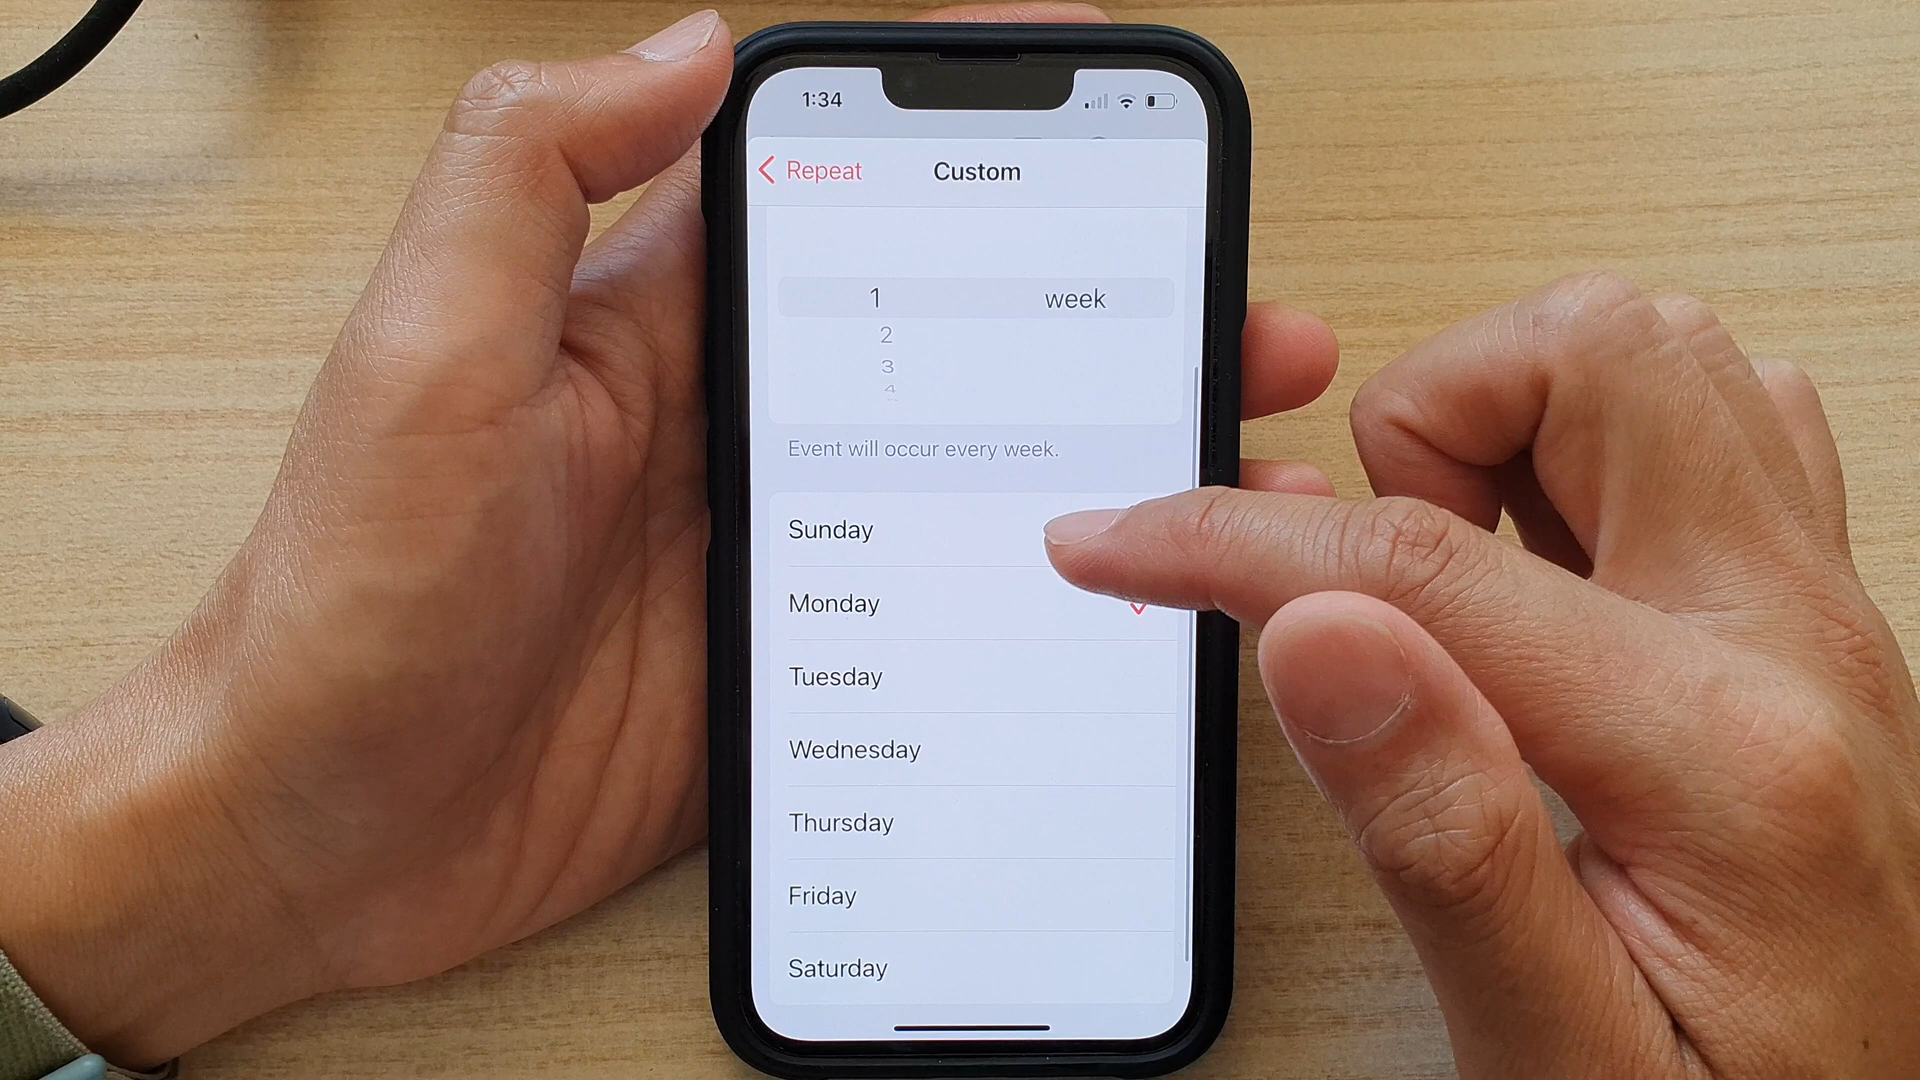 1:34
Repeat
Custom
1 week
2
3
4
Event will occur every week.
Sunday
Monday
Tuesday
Wednesday
Thursday
Friday
Saturday